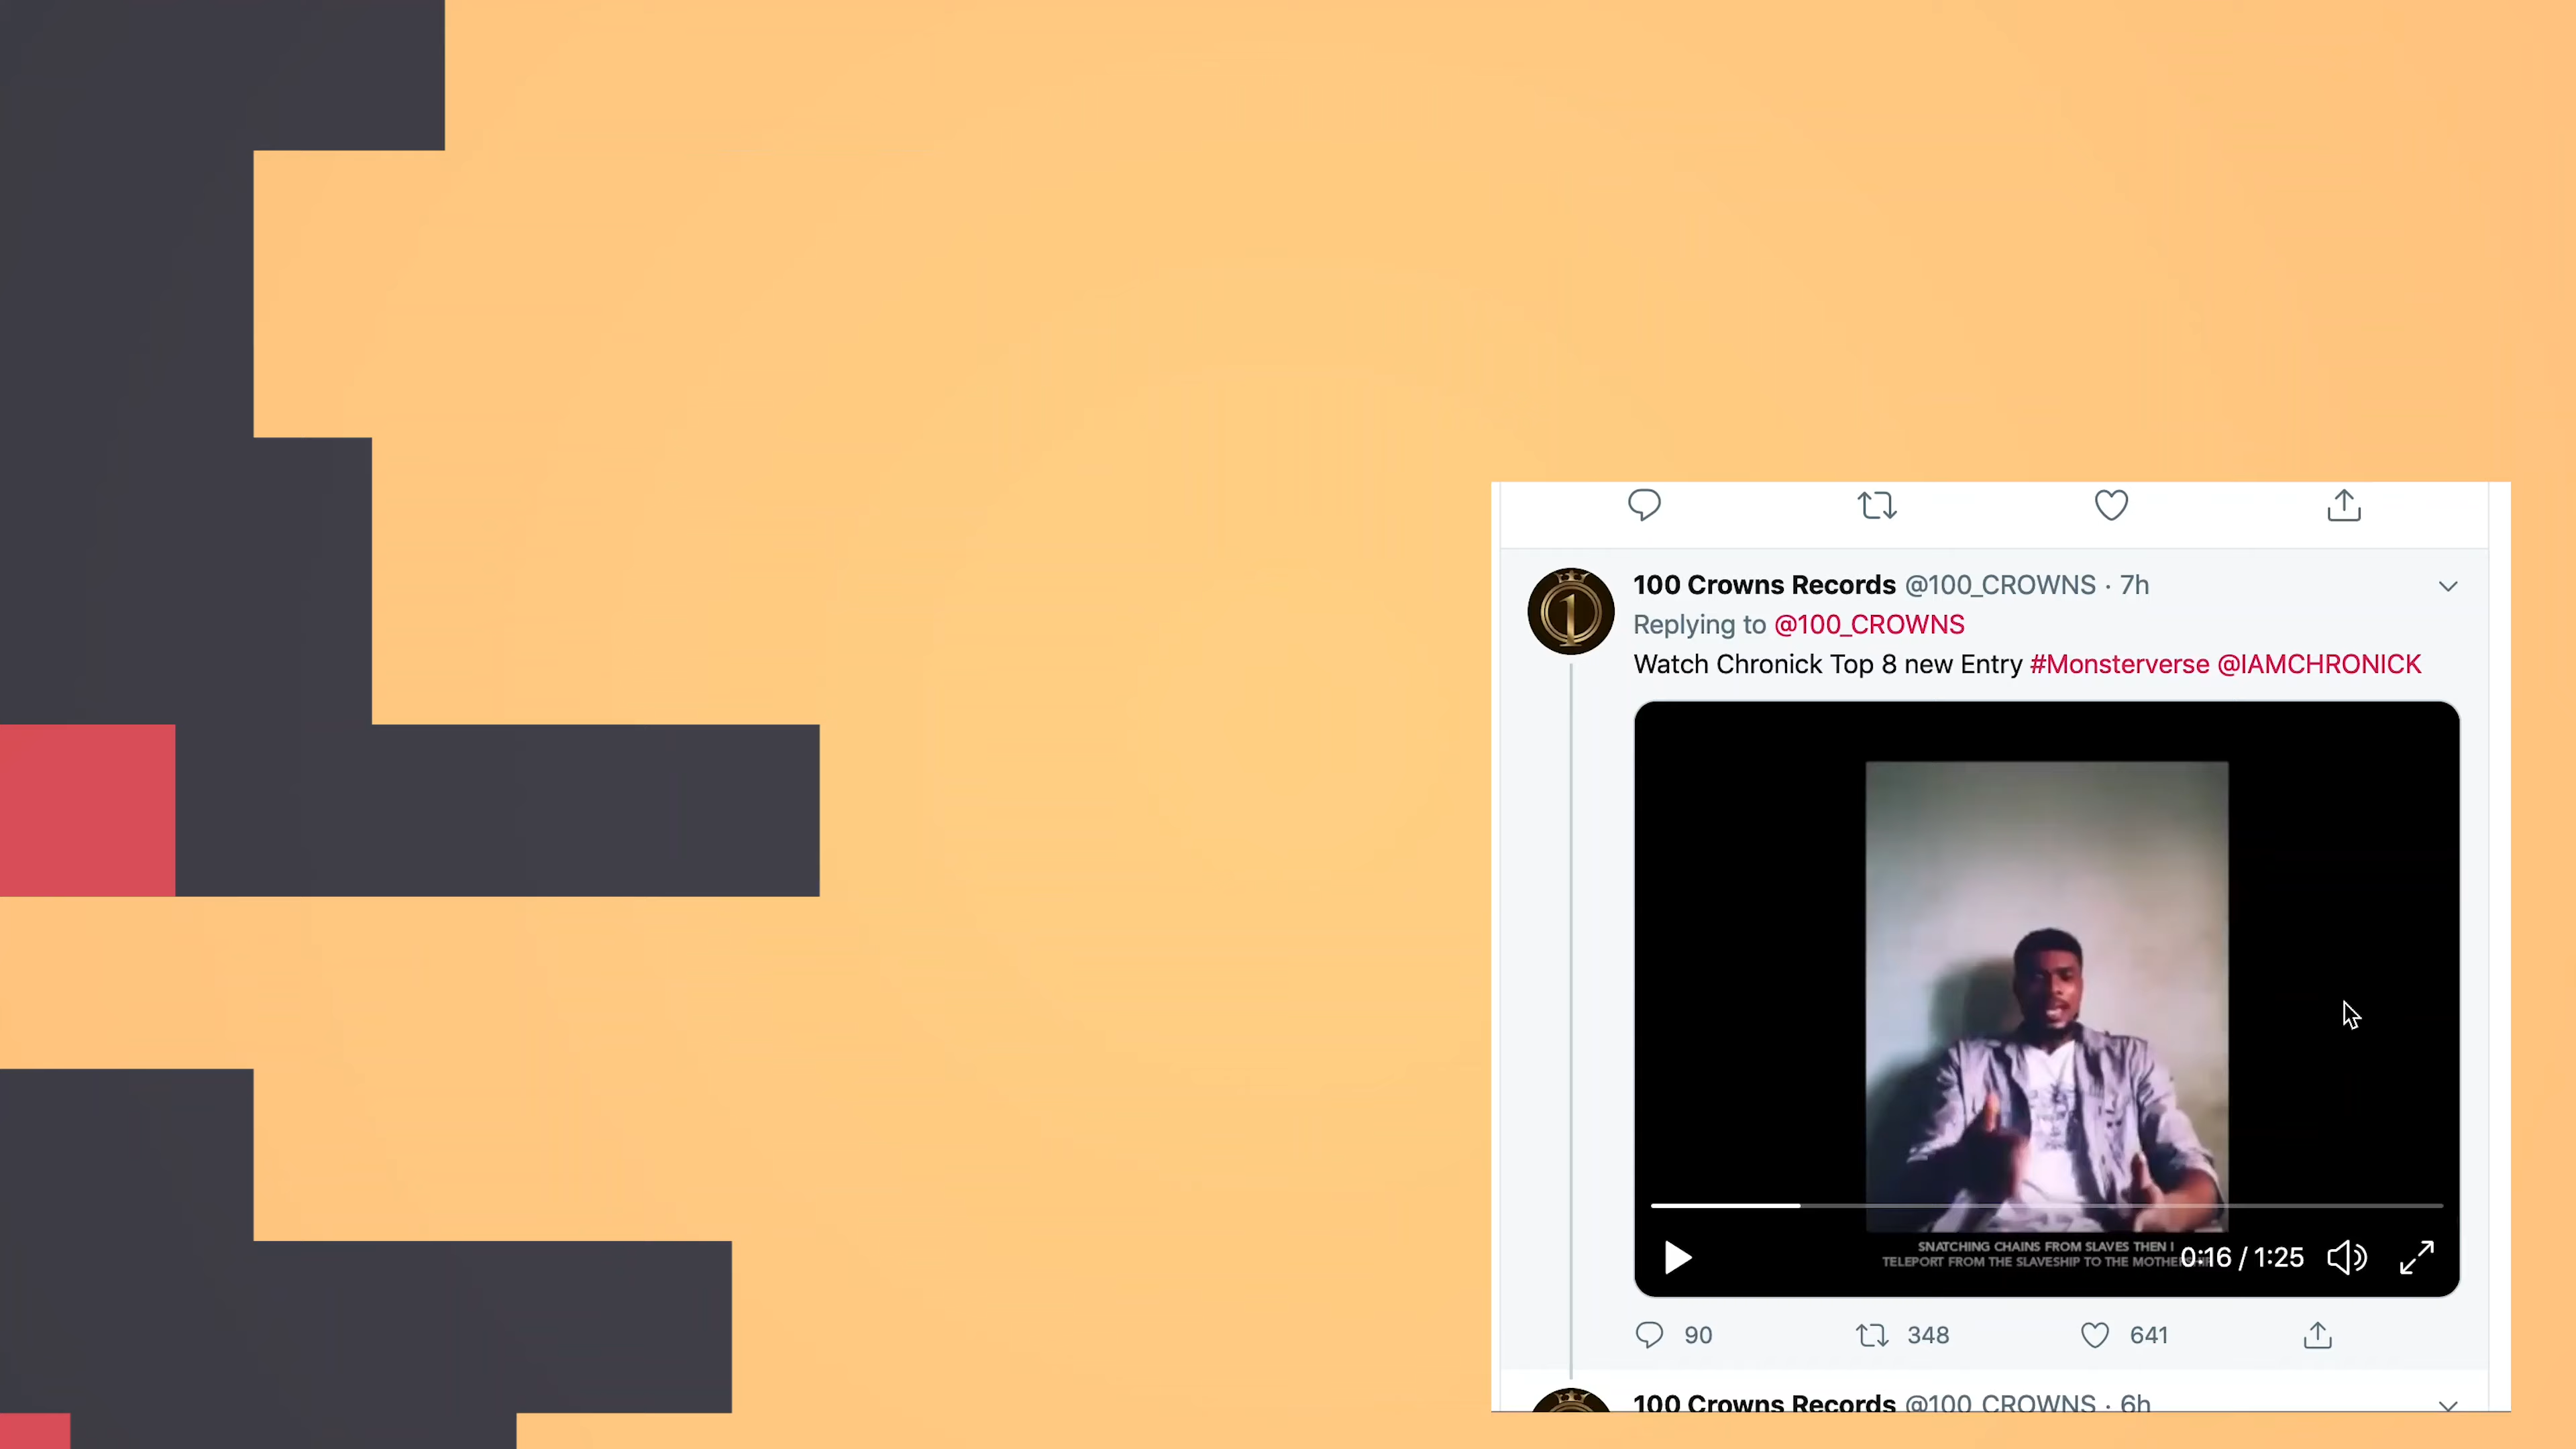 100 Crowns Records @100_CROWNS · 7h
Replying to @100_CROWNS
Watch Chronick Top 8 new Entry #Monsterverse @IAMCHRONICK
1
SNATCHING CHAINS FROM SLAVES THEN I
TELEPORT FROM THE SLAVESHIP TO THE
0:16 / 1:25
90 348 641
100 Crowns Records @100_CROWNS · 6h